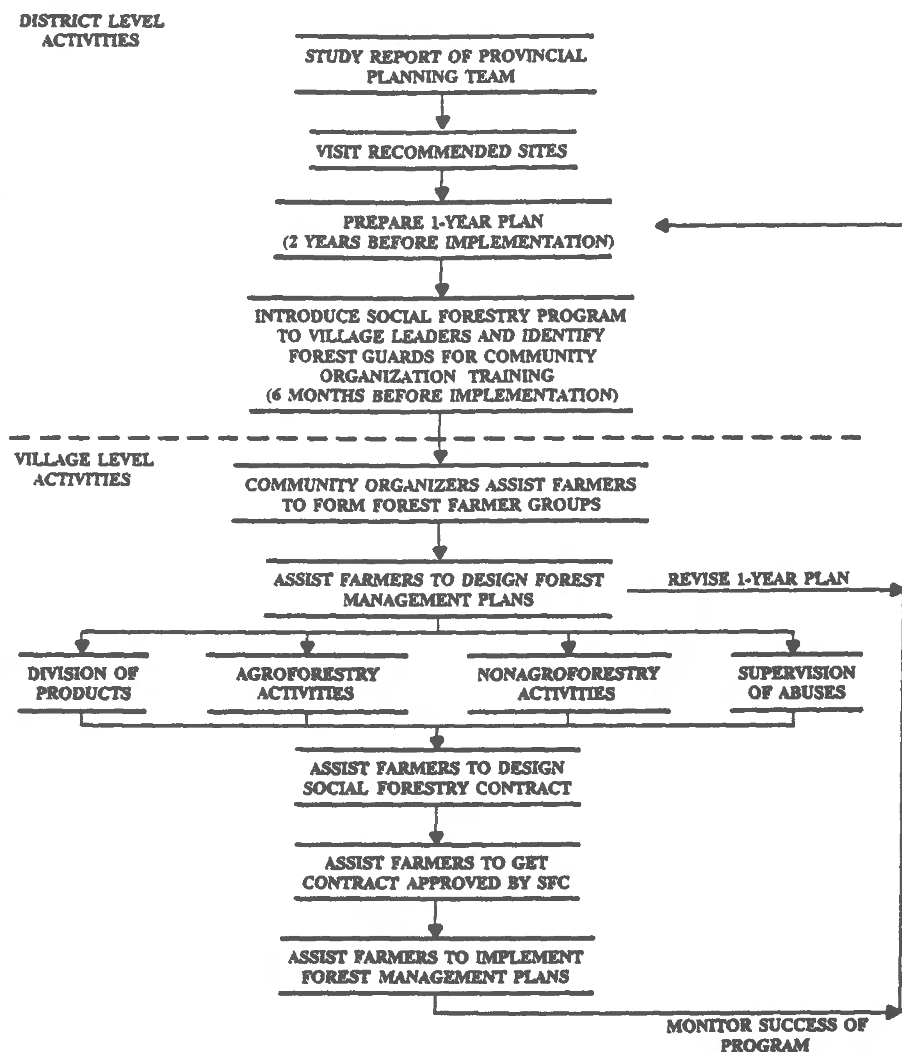 DISTRICT LEVEL
ACTIVITIES
STUDY REPORT OF PROVINCIAL
PLANNING TEAM
VISIT RECOMMENDED SITES
PREPARE 1-YEAR PLAN
(2 YEARS BEFORE IMPLEMENTATION)
INTRODUCE SOCIAL FORESTRY PROGRAM
TO VILLAGE LEADERS AND IDENTIFY
FOREST GUARDS FOR COMMUNITY
ORGANIZATION TRAINING
(6 MONTHS BEFORE IMPLEMENTATION)
VILLAGE LEVEL
ACTIVITIES
COMMUNITY ORGANIZERS ASSIST FARMERS
TO FORM FOREST FARMER GROUPS
ASSIST FARMERS TO DESIGN FOREST
MANAGEMENT PLANS
REVISE 1-YEAR PLAN
DIVISION OF
PRODUCTS
AGROFORESTRY
ACTIVITIES
NONAGROFORESTRY
ACTIVITIES
SUPERVISION
OF ABUSES
ASSIST FARMERS TO DESIGN
SOCIAL FORESTRY CONTRACT
ASSIST FARMERS TO GET
CONTRACT APPROVED BY SFC
ASSIST FARMERS TO IMPLEMENT
FOREST MANAGEMENT PLANS
MONITOR SUCCESS OF
PROGRAM